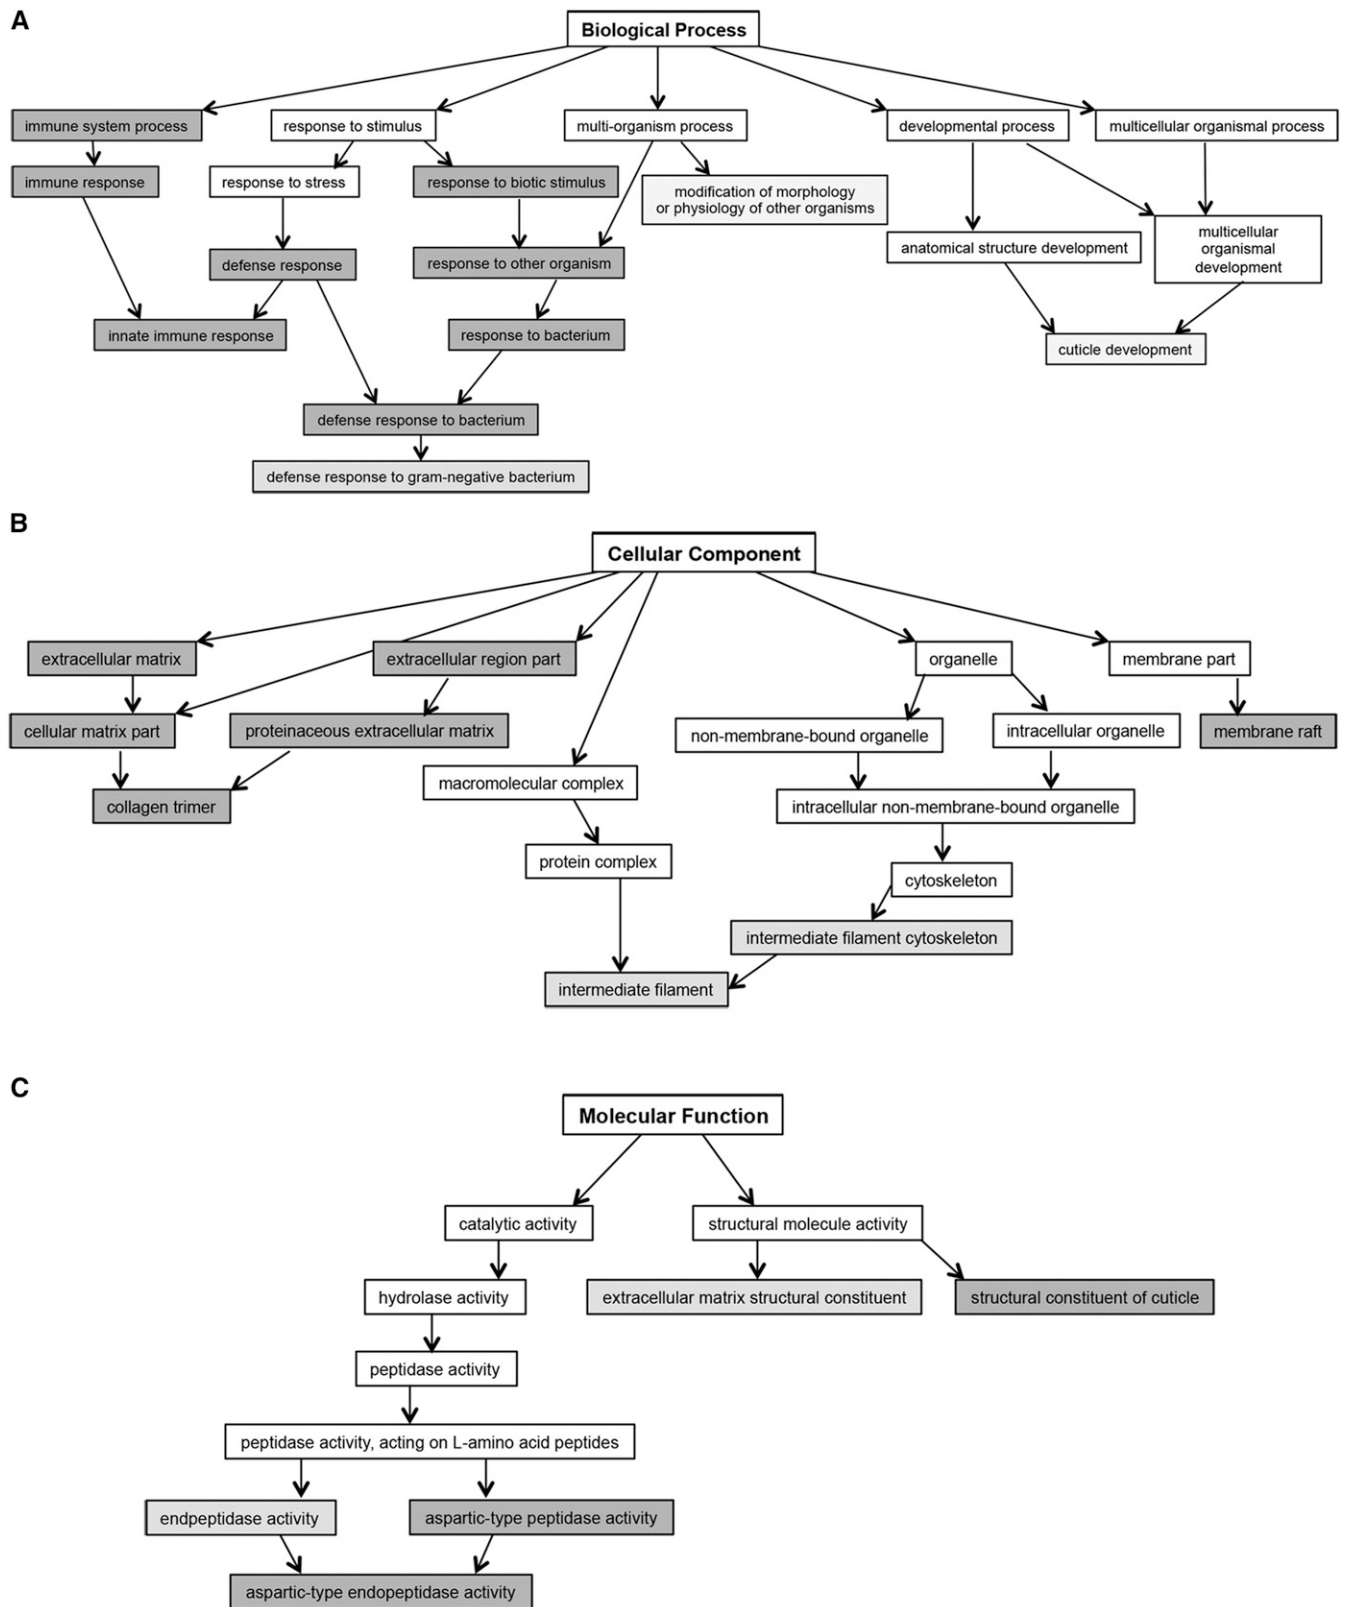 A
Biological Process
immune system process
response to stimulus
multi-organism process
developmental process
multicellular organismal process
immune response
response to stress
response to biotic stimulus
modification of morphology
or physiology of other organisms
anatomical structure development
multicellular
organismal
development
defense response
response to other organism
innate immune response
response to bacterium
cuticle development
defense response to bacterium
defense response to gram-negative bacterium
B
Cellular Component
extracellular matrix
extracellular region part
organelle
membrane part
cellular matrix part
proteinaceous extracellular matrix
non-membrane-bound organelle
intracellular organelle
membrane raft
macromolecular complex
collagen trimer
intracellular non-membrane-bound organelle
protein complex
cytoskeleton
intermediate filament cytoskeleton
intermediate filament
C
Molecular Function
catalytic activity
structural molecule activity
hydrolase activity
extracellular matrix structural constituent
structural constituent of cuticle
peptidase activity
peptidase activity, acting on L-amino acid peptides
endpeptidase activity
aspartic-type peptidase activity
aspartic-type endopeptidase activity